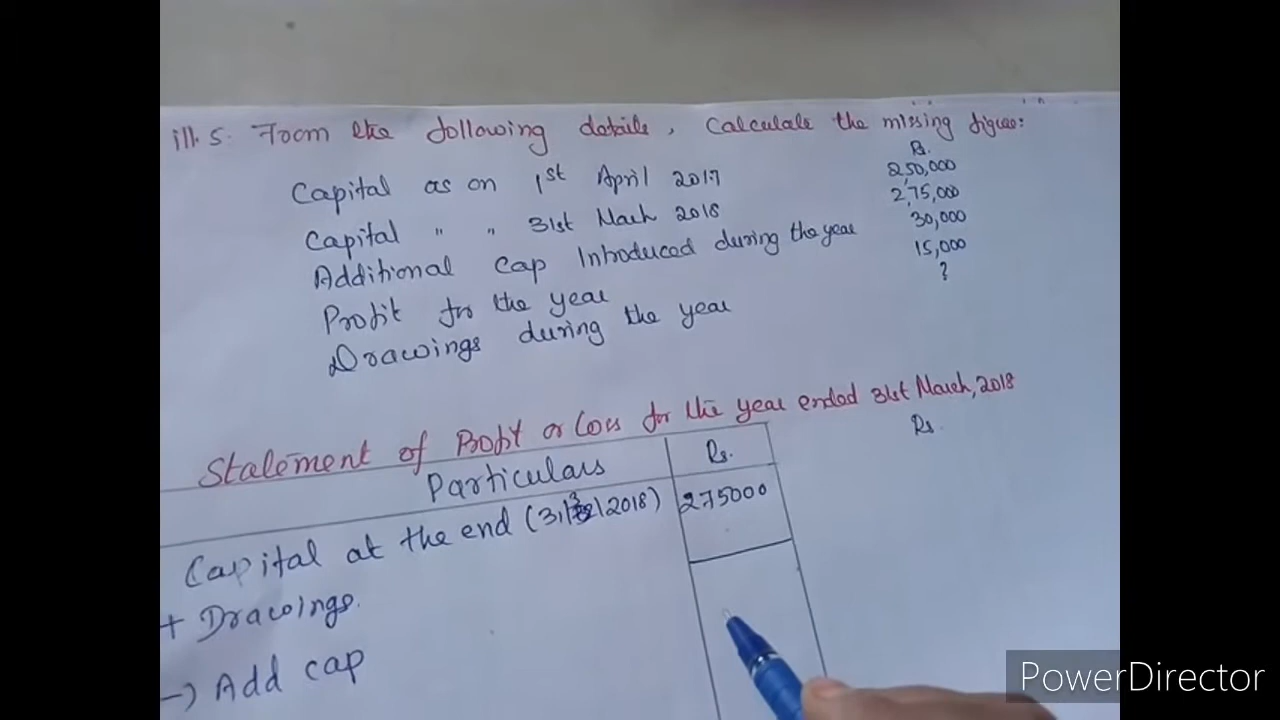 ill. 5. From the following details, Calculate the missing figure:
Rs.
Capital as on 1st April 2017 250,000
Capital " " 31st March 2018 2,75,000
Additional cap Introduced during the year 30,000
Profit for the year 15,000
Drawings during the year ?
Statement of Profit or Loss for the year ended 31st March, 2018
Particulars Rs. Rs.
Capital at the end (31/3/2018) 275000
+ Drawings.
-) Add cap
PowerDirector